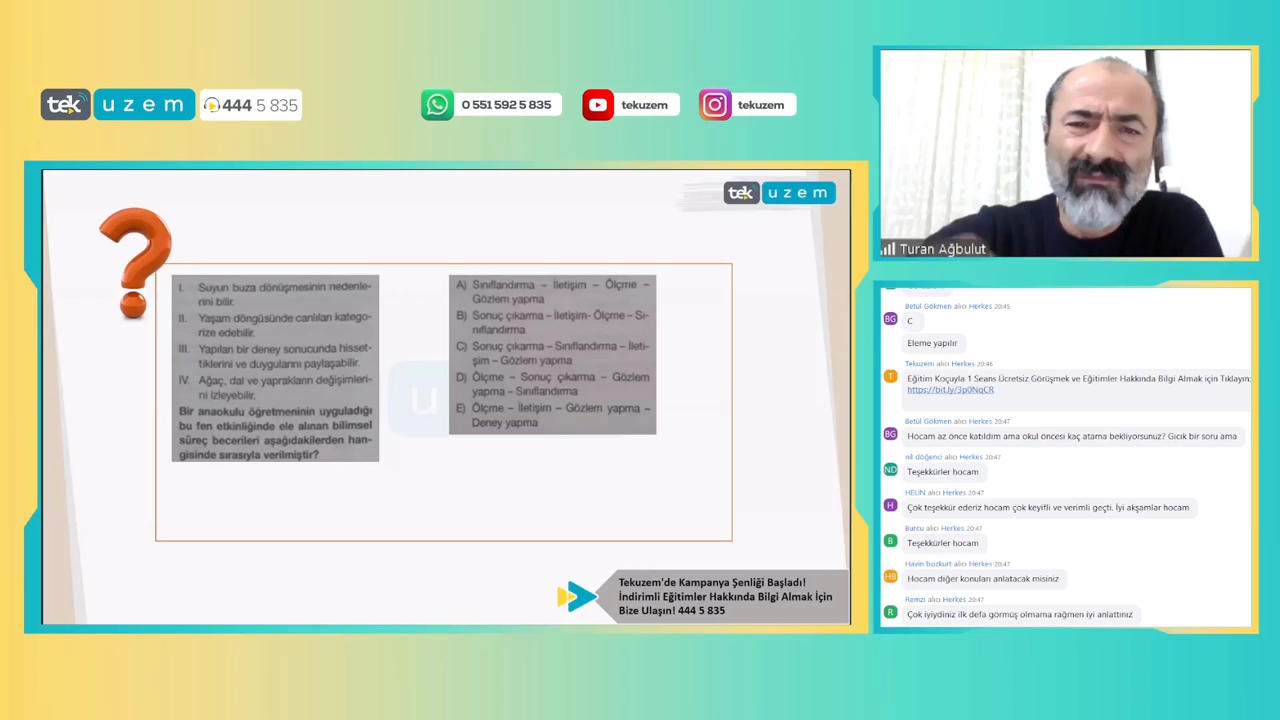 tek uzem 444 5 835
0 551 592 5 835
tekuzem
tekuzem
tek uzem
I. Suyun buza dönüşmesinin nedenle-
rini bilir.
II. Yaşam döngüsünde canlıları katego-
rize edebilir.
III. Yapılan bir deney sonucunda hisset-
tiklerini ve duygularını paylaşabilir.
IV. Ağaç, dal ve yaprakların değişimleri-
ni izleyebilir.
Bir anaokulu öğretmeninin uyguladığı
bu fen etkinliğinde ele alınan bilimsel
süreç becerileri aşağıdakilerden han-
gisinde sırasıyla verilmiştir?
A) Sınıflandırma – İletişim – Ölçme –
Gözlem yapma
B) Sonuç çıkarma – İletişim- Ölçme – Sı-
nıflandırma
C) Sonuç çıkarma – Sınıflandırma – İleti-
şim – Gözlem yapma
D) Ölçme – Sonuç çıkarma – Gözlem
yapma – Sınıflandırma
E) Ölçme – İletişim – Gözlem yapma –
Deney yapma
u
Tekuzem'de Kampanya Şenliği Başladı!
İndirimli Eğitimler Hakkında Bilgi Almak İçin
Bize Ulaşın! 444 5 835
Turan Ağbulut
Betül Gökmen alıcı Herkes 20:45
BG C
Eleme yapılır
Tekuzem alıcı Herkes 20:46
T Eğitim Koçuyla 1 Seans Ücretsiz Görüşmek ve Eğitimler Hakkında Bilgi Almak için Tıklayın:
https://bit.ly/3p0NqCR
Betül Gökmen alıcı Herkes 20:47
BG Hocam az önce katıldım ama okul öncesi kaç atama bekliyorsunuz? Gıcık bir soru ama
nil döğenci alıcı Herkes 20:47
ND Teşekkürler hocam
HELİN alıcı Herkes 20:47
H Çok teşekkür ederiz hocam çok keyifli ve verimli geçti. İyi akşamlar hocam
Burcu alıcı Herkes 20:47
B Teşekkürler hocam
Havin bozkurt alıcı Herkes 20:47
HB Hocam diğer konuları anlatacak mısiniz
Remzi alıcı Herkes 20:47
R Çok iyiydiniz ilk defa görmüş olmama rağmen iyi anlattınız